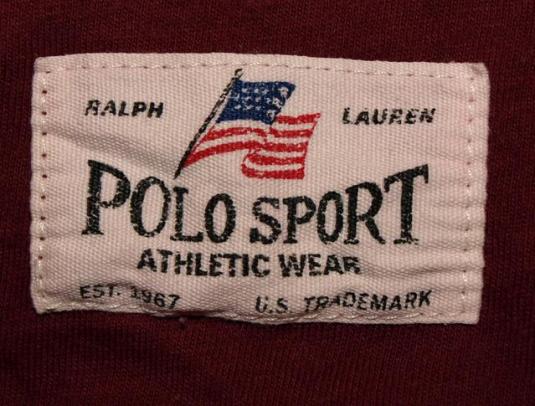 RALPH LAUREN
POLO SPORT
ATHLETIC WEAR
EST. 1967 U.S. TRADEMARK